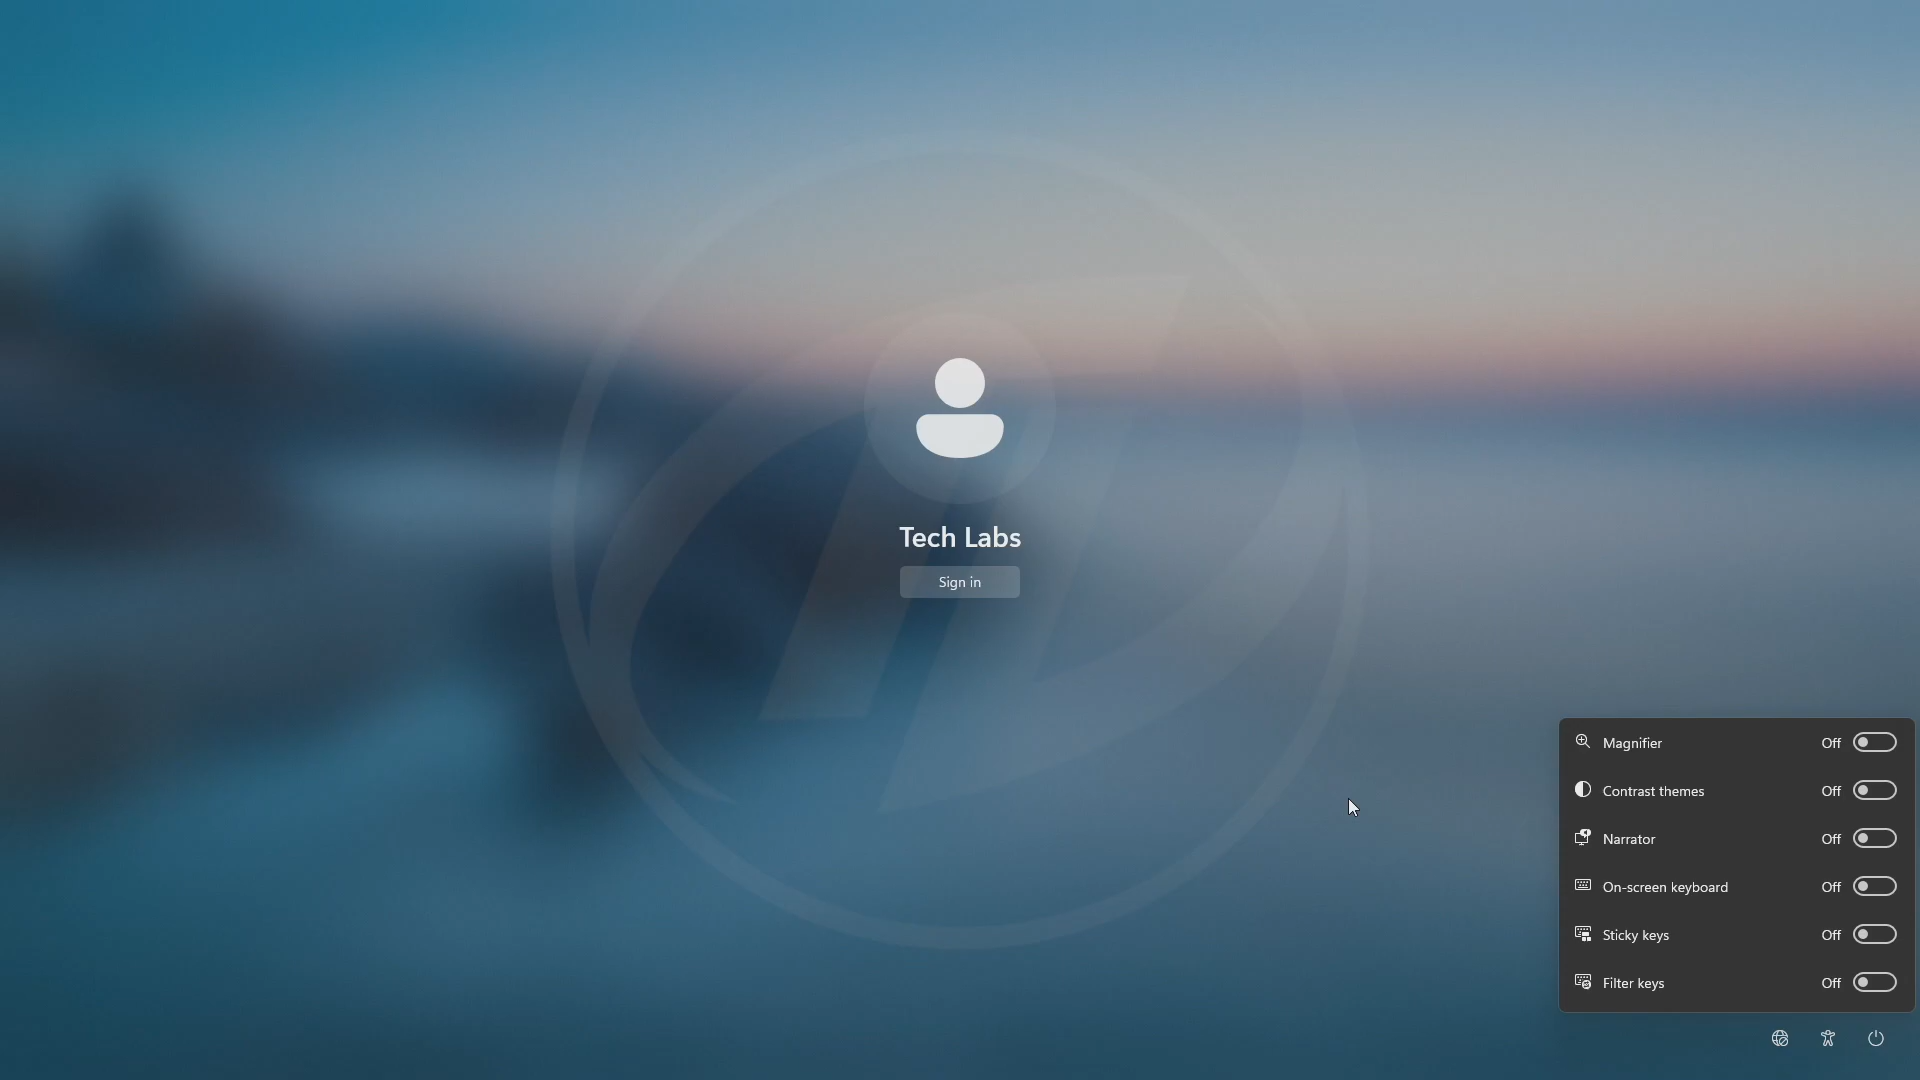 Tech Labs
Sign in
Magnifier Off
Contrast themes Off
Narrator Off
On-screen keyboard Off
Sticky keys Off
Filter keys Off